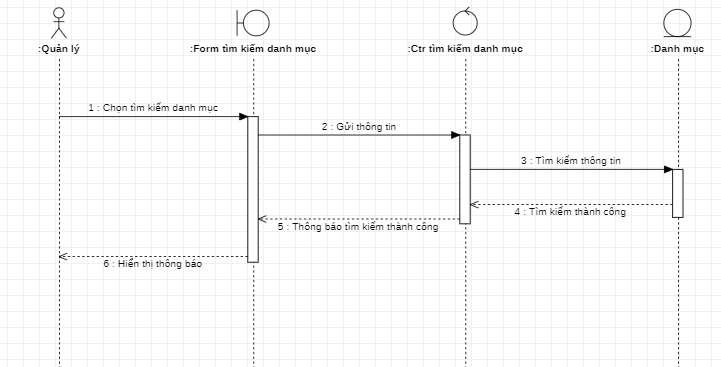 :Quản lý
:Form tìm kiếm danh mục
:Ctr tìm kiếm danh mục
:Danh mục
1 : Chọn tìm kiếm danh mục
2 : Gửi thông tin
3 : Tìm kiếm thông tin
4 : Tìm kiếm thành công
5 : Thông báo tìm kiếm thành công
6 : Hiển thị thông báo